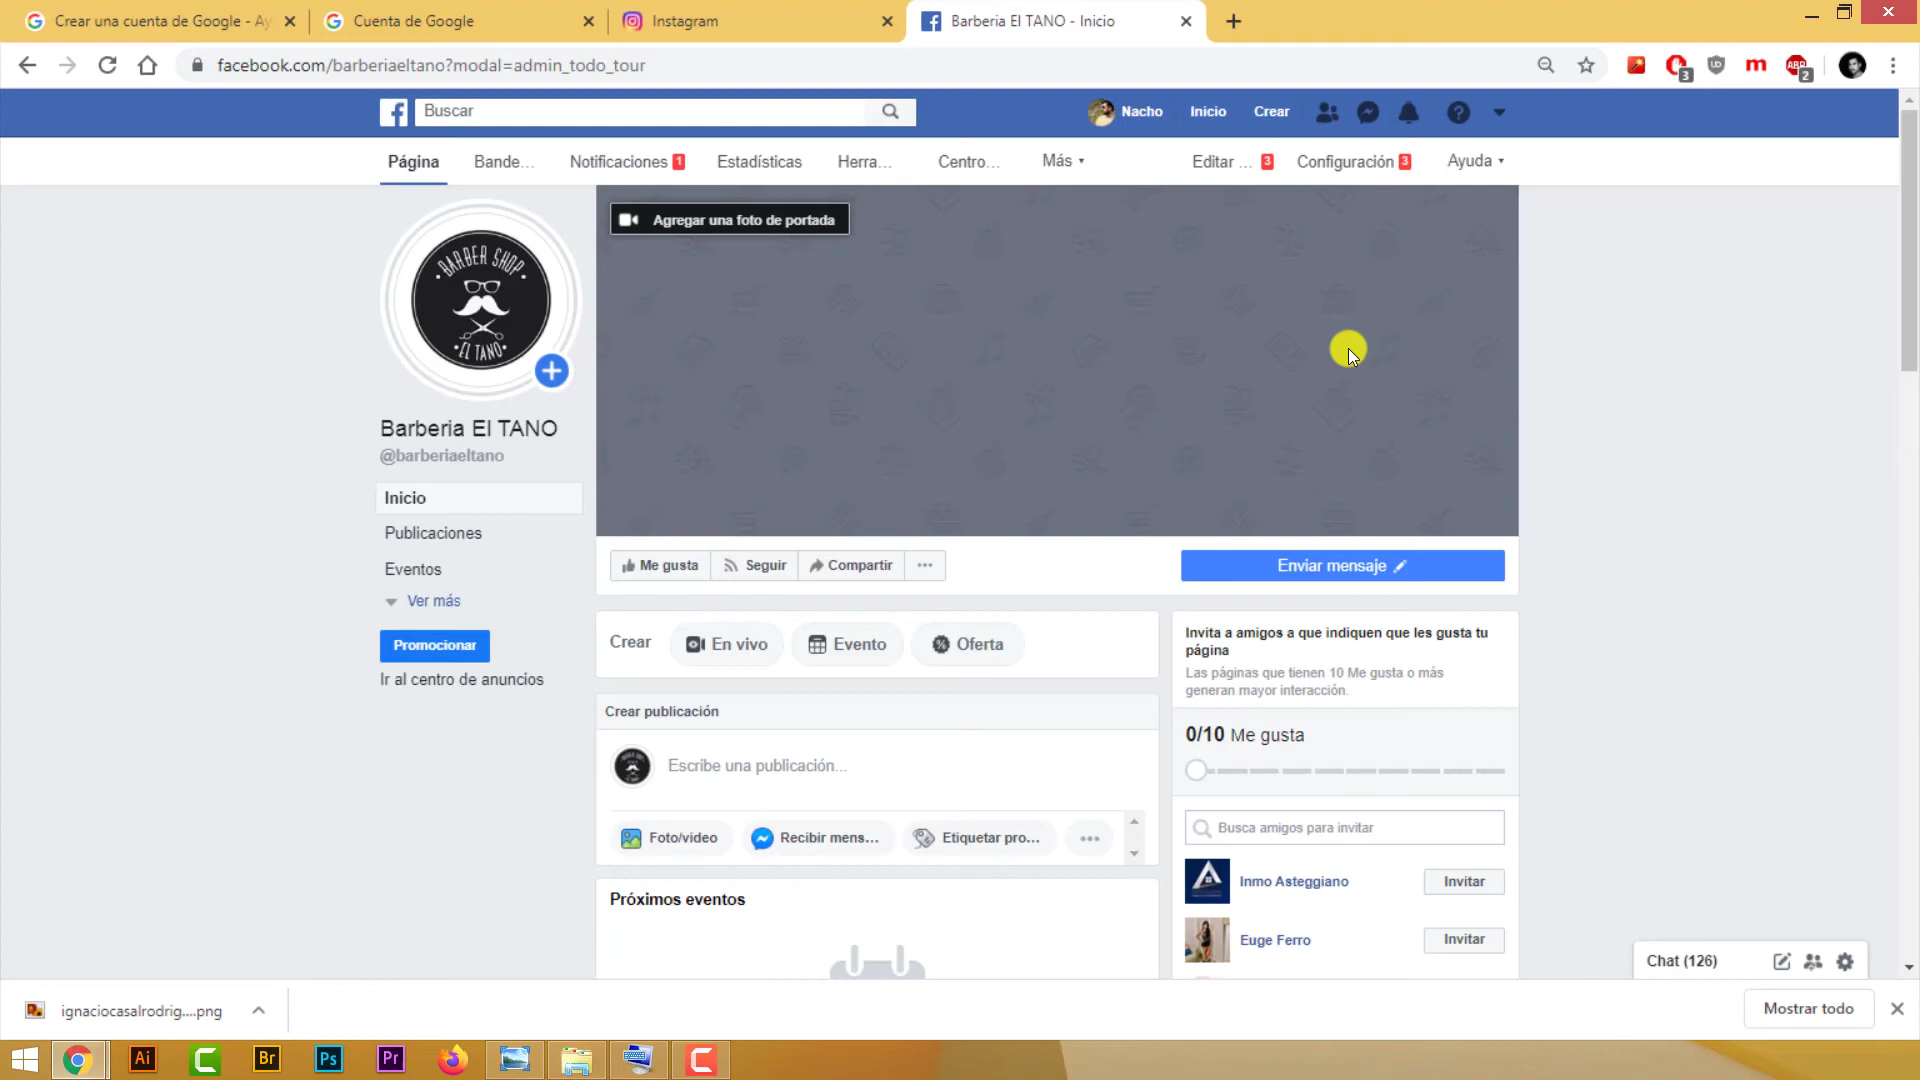 Crear una cuenta de Google - Ay
Cuenta de Google
Instagram
Barberia El TANO - Inicio
facebook.com/barberiaeltano?modal=admin_todo_tour
3
m
ABP
2
Buscar
Nacho
Inicio
Crear
Página
Bande...
Notificaciones 1
Estadísticas
Herra...
Centro...
Más
Editar ... 3
Configuración 3
Ayuda
Agregar una foto de portada
BARBER SHOP
EL TANO
Barberia El TANO
@barberiaeltano
Inicio
Publicaciones
Eventos
Ver más
Promocionar
Ir al centro de anuncios
Me gusta
Seguir
Compartir
...
Enviar mensaje
Crear
En vivo
Evento
Oferta
Crear publicación
Escribe una publicación...
Foto/video
Recibir mens...
Etiquetar pro...
...
Próximos eventos
Invita a amigos a que indiquen que les gusta tu
página
Las páginas que tienen 10 Me gusta o más
generan mayor interacción.
0/10 Me gusta
Busca amigos para invitar
Inmo Asteggiano
Invitar
Euge Ferro
Invitar
Chat (126)
ignaciocasalrodrig....png
Mostrar todo
Ai
Br
Ps
Pr